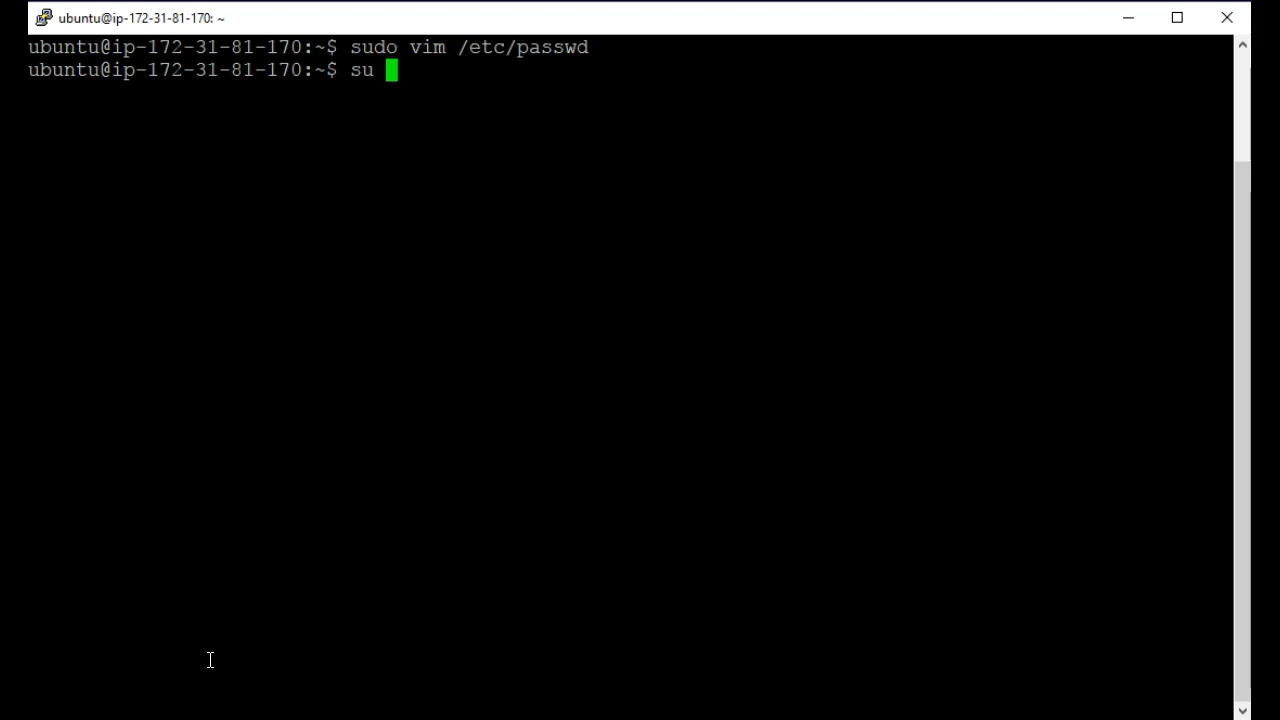 ubuntu@ip-172-31-81-170: ~
ubuntu@ip-172-31-81-170:~$ sudo vim /etc/passwd
ubuntu@ip-172-31-81-170:~$ su